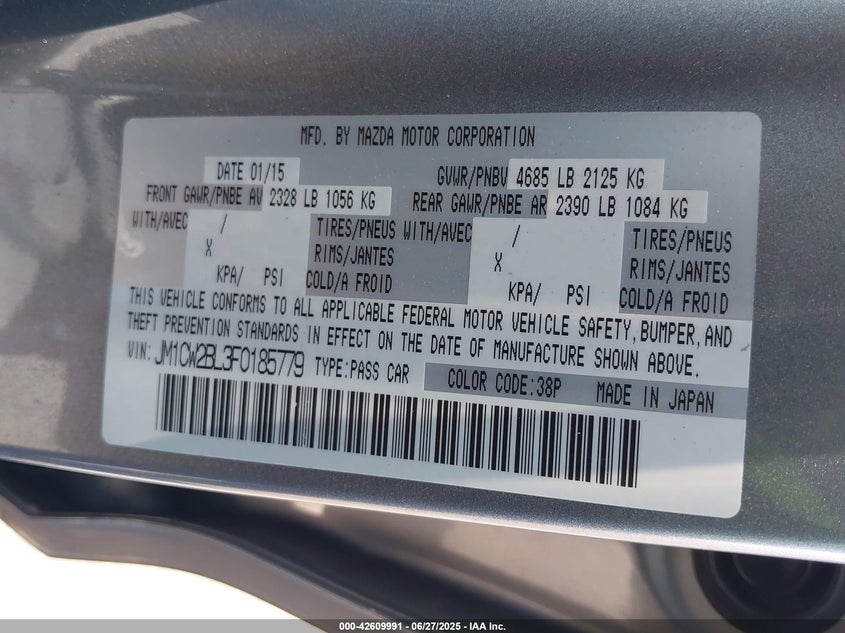 MFD. BY MAZDA MOTOR CORPORATION
DATE 01/15 GVWR/PNBV 4685 LB 2125 KG
FRONT GAWR/PNBE AV 2328 LB 1056 KG REAR GAWR/PNBE AR 2390 LB 1084 KG
WITH/AVEC / TIRES/PNEUS WITH/AVEC / TIRES/PNEUS
X RIMS/JANTES X RIMS/JANTES
KPA/ PSI COLD/A FROID KPA/ PSI COLD/A FROID
THIS VEHICLE CONFORMS TO ALL APPLICABLE FEDERAL MOTOR VEHICLE SAFETY, BUMPER, AND
THEFT PREVENTION STANDARDS IN EFFECT ON THE DATE OF MANUFACTURE SHOWN ABOVE.
VIN: JM1CW2BL3F0185779 TYPE: PASS CAR COLOR CODE: 38P MADE IN JAPAN
000-42609991 - 06/27/2025 - IAA Inc.